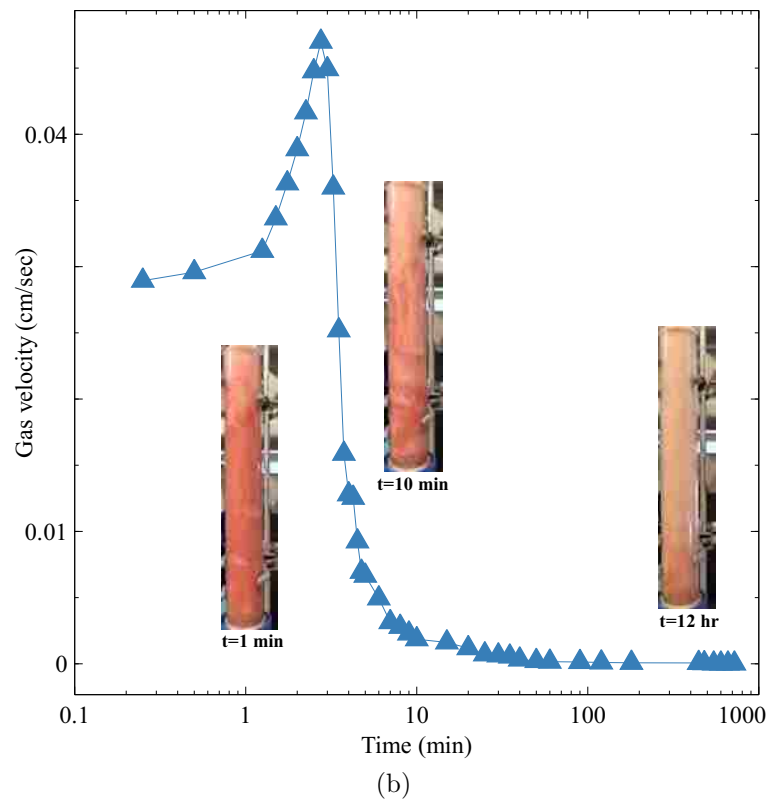 0.04
0.01
0
Gas velocity (cm/sec)
t=1 min
t=10 min
t=12 hr
0.1
1
10
100
1000
Time (min)
(b)